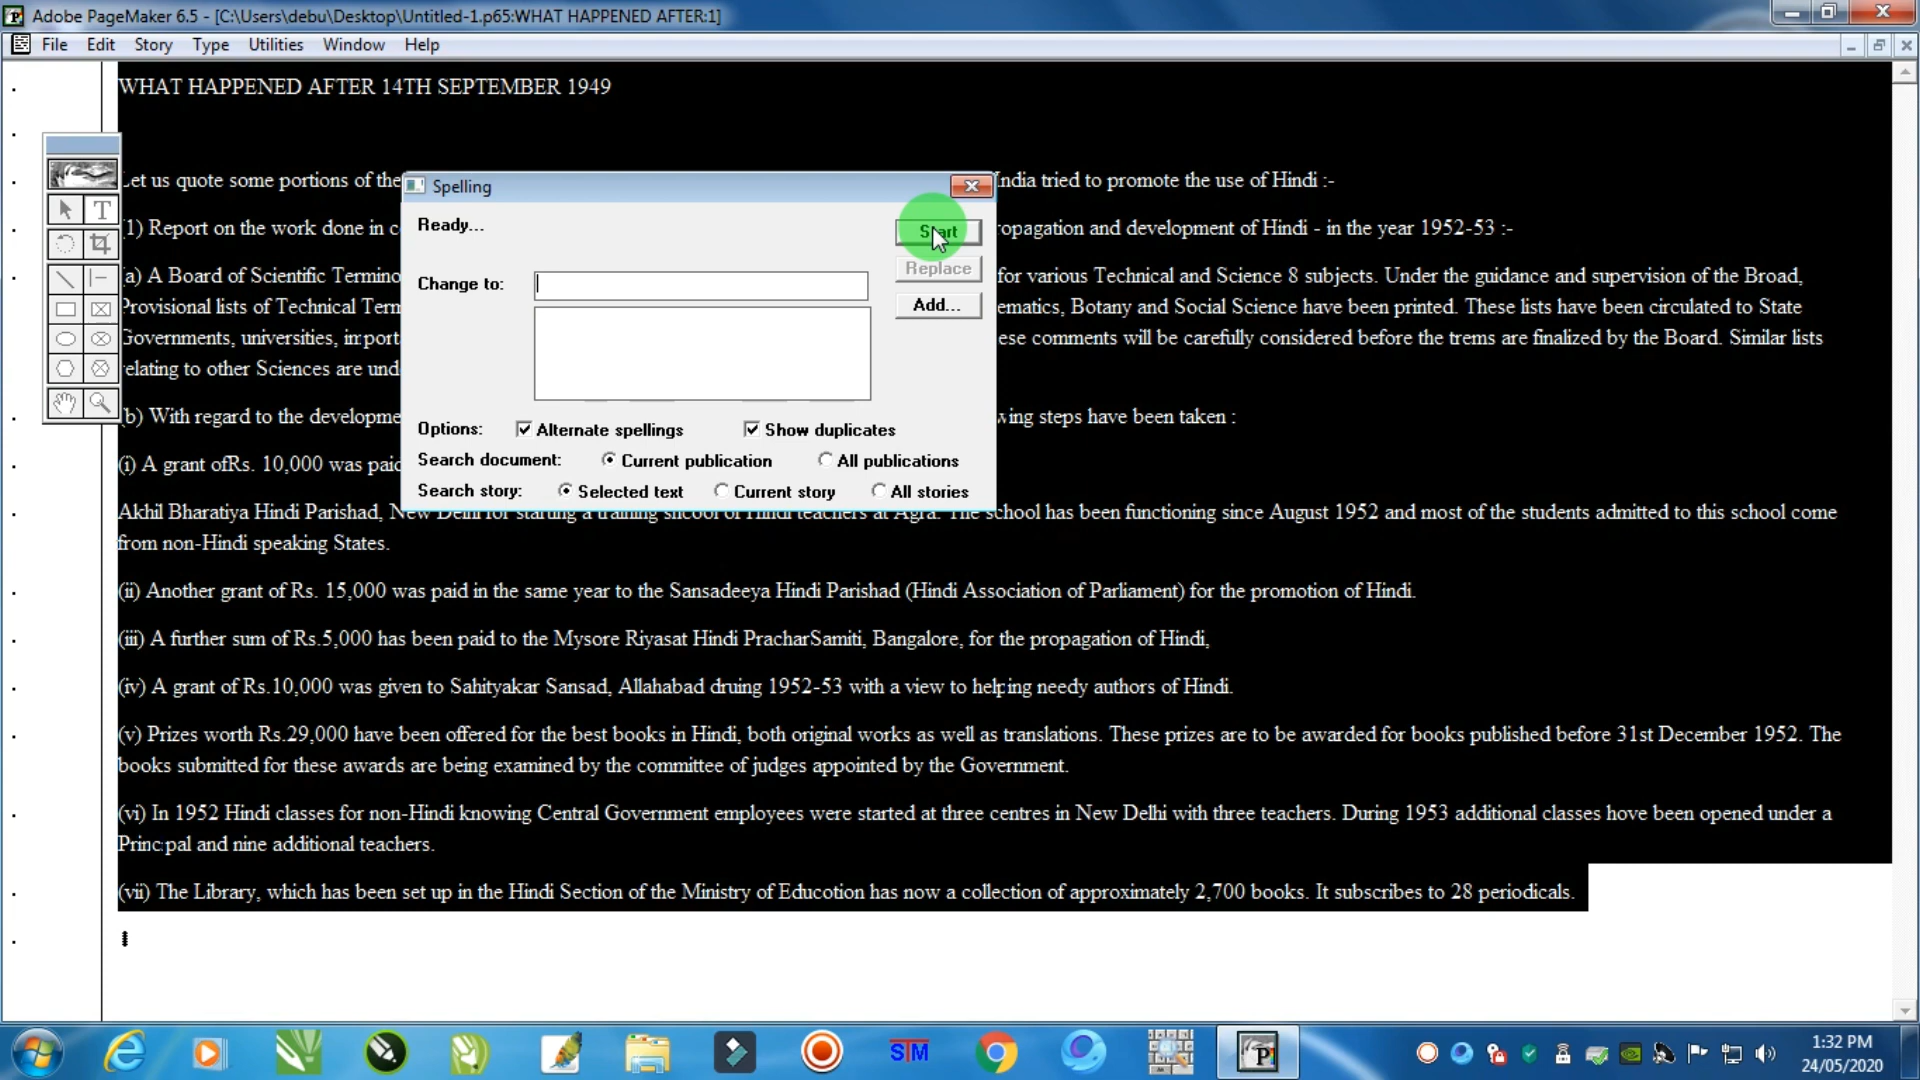 Adobe PageMaker 6.5 - [C:\Users\debu\Desktop\Untitled-1.p65:WHAT HAPPENED AFTER:1]
File Edit Story Type Utilities Window Help
WHAT HAPPENED AFTER 14TH SEPTEMBER 1949
Let us quote some portions of the India tried to promote the use of Hindi :-
(1) Report on the work done in c opagation and development of Hindi - in the year 1952-53 :-
(a) A Board of Scientific Termino for various Technical and Science 8 subjects. Under the guidance and supervision of the Broad,
Provisional lists of Technical Term ematics, Botany and Social Science have been printed. These lists have been circulated to State
Governments, universities, import ese comments will be carefully considered before the trems are finalized by the Board. Similar lists
relating to other Sciences are und
(b) With regard to the developme wing steps have been taken :
(i) A grant ofRs. 10,000 was paid
Spelling
Ready...
Start
Replace
Change to:
Add...
Options: Alternate spellings Show duplicates
Search document: Current publication All publications
Search story: Selected text Current story All stories
Akhil Bharatiya Hindi Parishad, New Delhi for starting a training shcool of Hindi teachers at Agra. The school has been functioning since August 1952 and most of the students admitted to this school come
from non-Hindi speaking States.
(ii) Another grant of Rs. 15,000 was paid in the same year to the Sansadeeya Hindi Parishad (Hindi Association of Parliament) for the promotion of Hindi.
(iii) A further sum of Rs.5,000 has been paid to the Mysore Riyasat Hindi PracharSamiti, Bangalore, for the propagation of Hindi,
(iv) A grant of Rs.10,000 was given to Sahityakar Sansad, Allahabad druing 1952-53 with a view to helping needy authors of Hindi.
(v) Prizes worth Rs.29,000 have been offered for the best books in Hindi, both original works as well as translations. These prizes are to be awarded for books published before 31st December 1952. The
books submitted for these awards are being examined by the committee of judges appointed by the Government.
(vi) In 1952 Hindi classes for non-Hindi knowing Central Government employees were started at three centres in New Delhi with three teachers. During 1953 additional classes hove been opened under a
Principal and nine additional teachers.
(vii) The Library, which has been set up in the Hindi Section of the Ministry of Educotion has now a collection of approximately 2,700 books. It subscribes to 28 periodicals.
STM
1:32 PM
24/05/2020